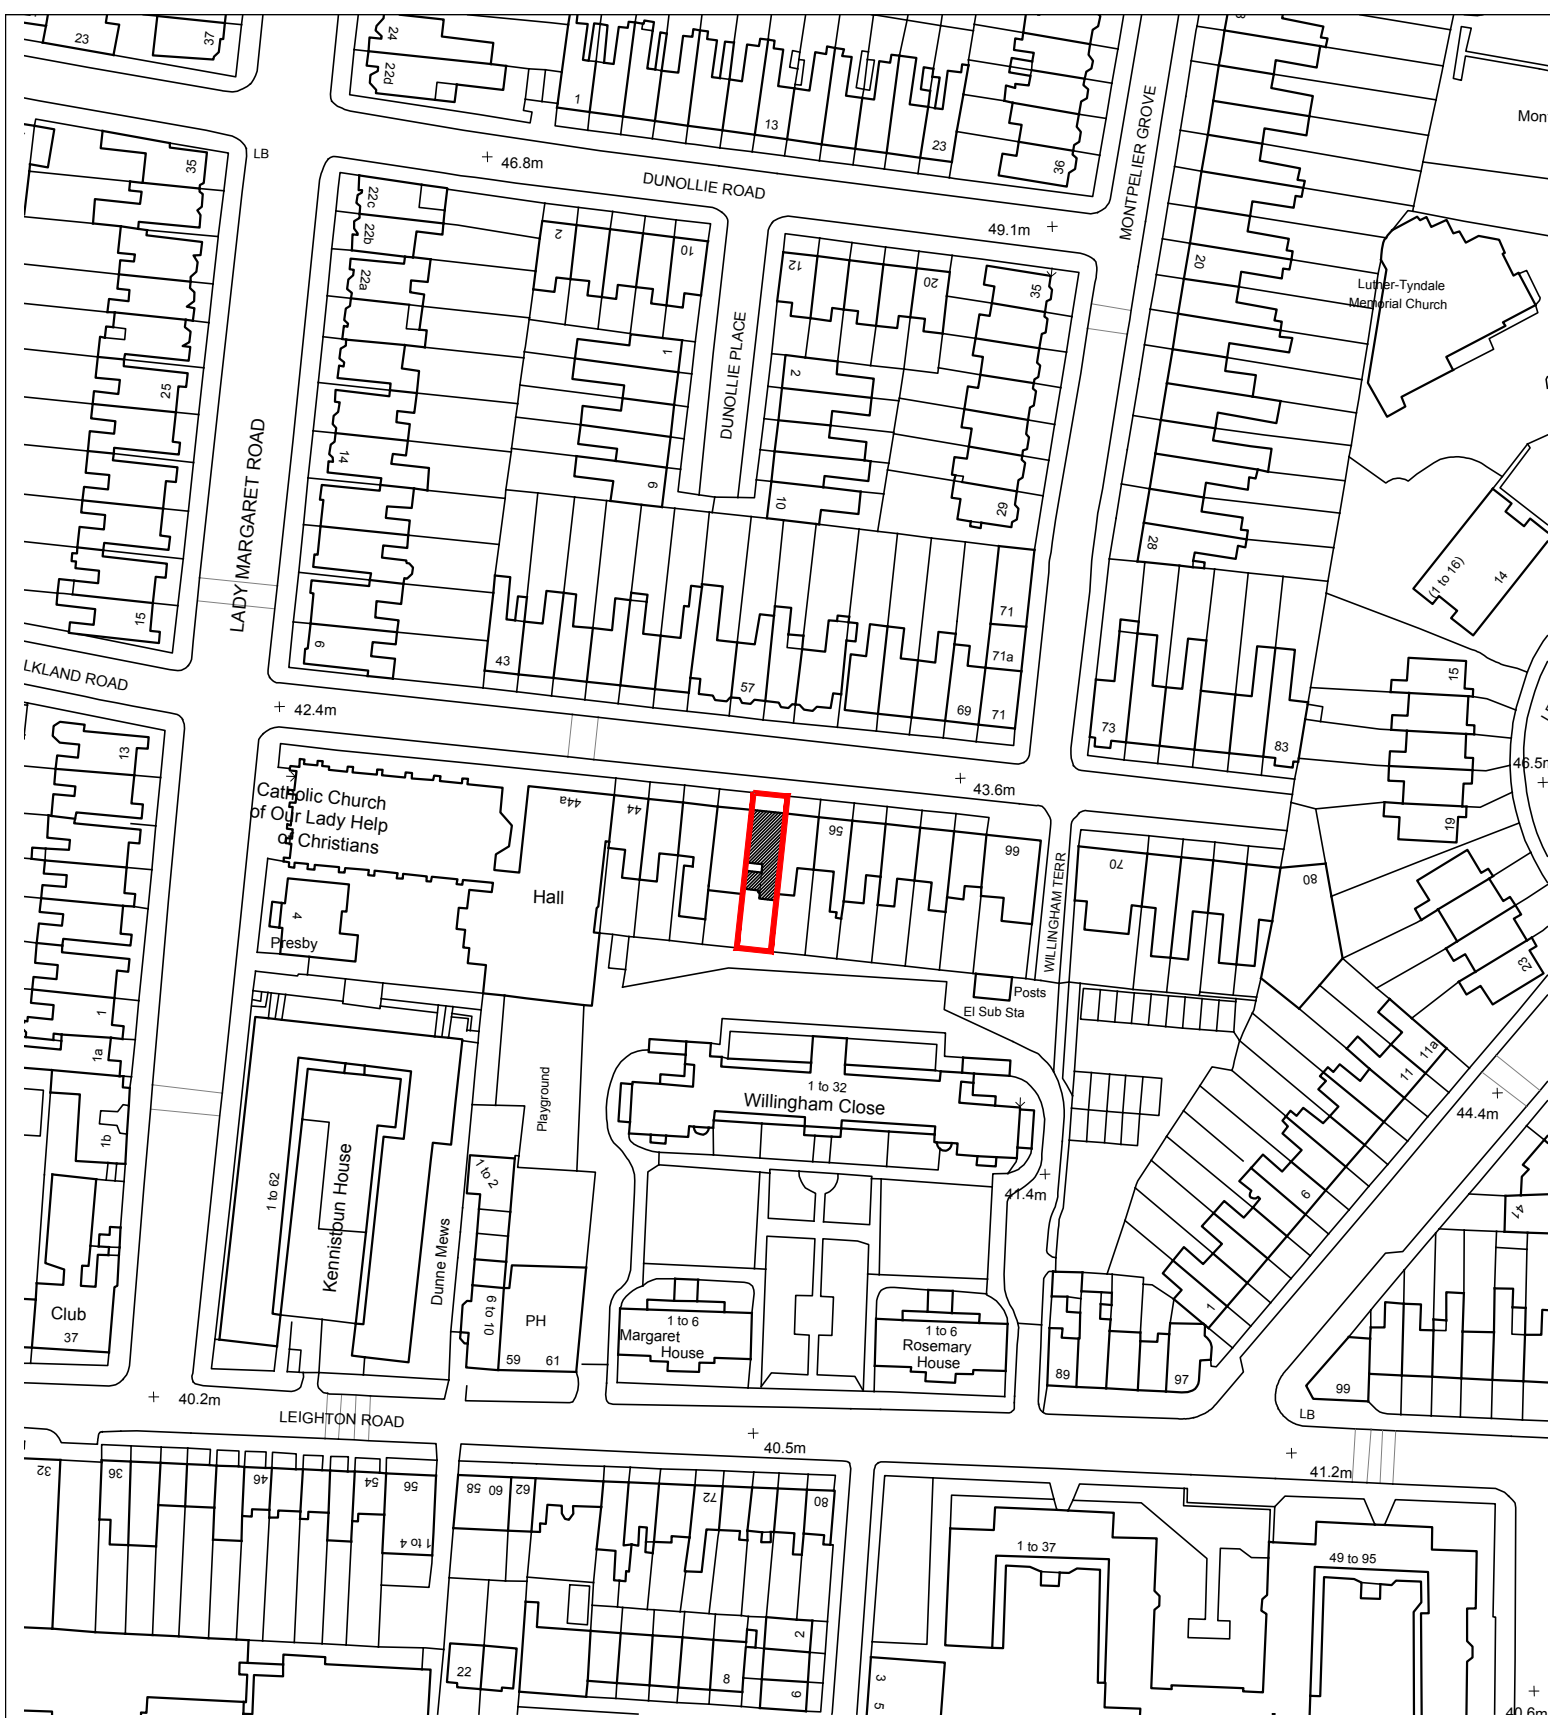 23
37
24
22d
1
13
23
36
MONTPELIER GROVE
Mon
35
LB
46.8m
DUNOLLIE ROAD
49.1m
22c
22b
22a
2
10
12
20
35
20
Luther-Tyndale
Memorial Church
25
14
LADY MARGARET ROAD
1
6
DUNOLLIE PLACE
2
10
29
28
(1 to 16)
14
15
9
43
57
69
71
71a
71
73
83
15
19
46.5m
LKLAND ROAD
42.4m
43.6m
13
Catholic Church
of Our Lady Help
of Christians
44a
44
56
66
WILLINGHAM TERR
70
80
23
Hall
4
Presby
Posts
El Sub Sta
1
1a
1b
Playground
1 to 32
Willingham Close
11a
11
44.4m
41.4m
6
1
41
1 to 62
Kennistoun House
Dunne Mews
1 to 2
6 to 10
PH
59
61
1 to 6
Margaret
House
1 to 6
Rosemary
House
89
97
99
LB
Club
37
40.2m
LEIGHTON ROAD
40.5m
41.2m
32
36
46
54
56
1 to 4
58
60
62
72
80
1 to 37
49 to 95
22
8
2
6
3
5
40.6m